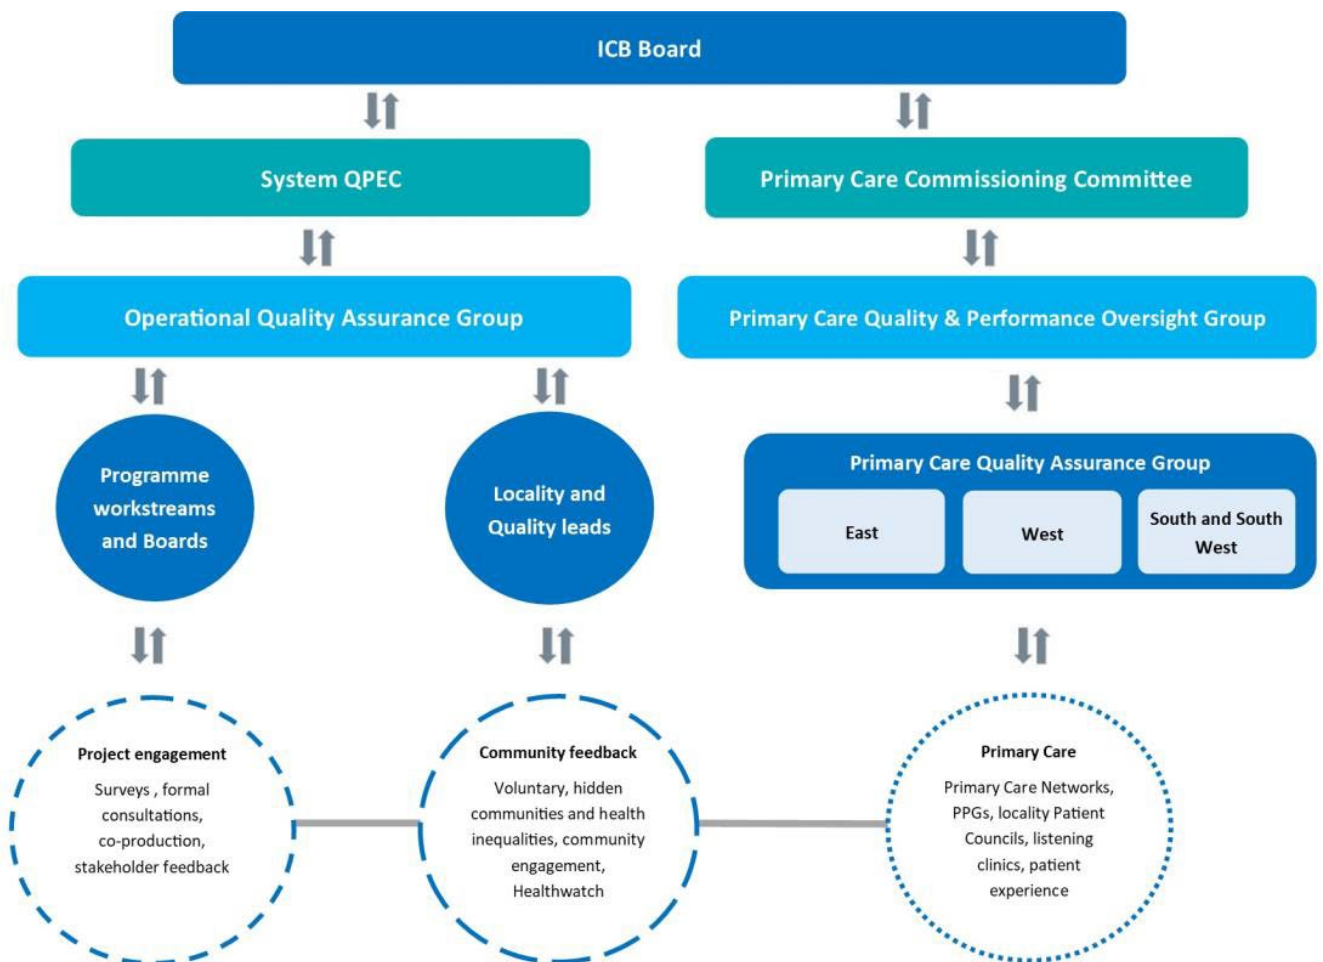 ICB Board
System QPEC
Primary Care Commissioning Committee
Operational Quality Assurance Group
Primary Care Quality & Performance Oversight Group
Programme
workstreams
and Boards
Locality and
Quality leads
Primary Care Quality Assurance Group
East
West
South and South
West
Project engagement
Surveys , formal
consultations,
co-production,
stakeholder feedback
Community feedback
Voluntary, hidden
communities and health
inequalities, community
engagement,
Healthwatch
Primary Care
Primary Care Networks,
PPGs, locality Patient
Councils, listening
clinics, patient
experience